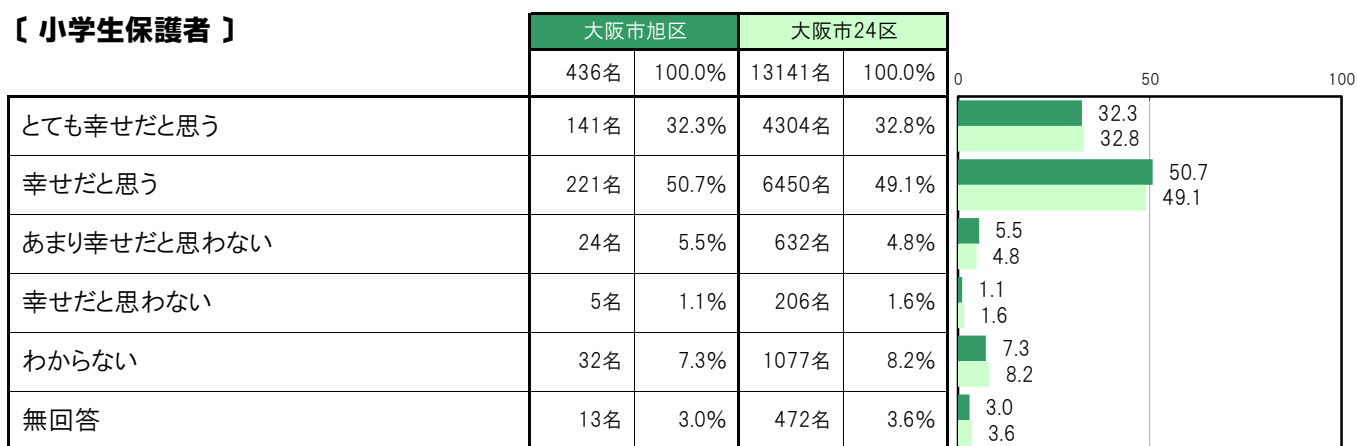 〔 小学生保護者 〕
大阪市旭区 大阪市24区
436名 100.0% 13141名 100.0%
0 50 100
とても幸せだと思う 141名 32.3% 4304名 32.8%
32.3
32.8
幸せだと思う 221名 50.7% 6450名 49.1%
50.7
49.1
あまり幸せだと思わない 24名 5.5% 632名 4.8%
5.5
4.8
幸せだと思わない 5名 1.1% 206名 1.6%
1.1
1.6
わからない 32名 7.3% 1077名 8.2%
7.3
8.2
無回答 13名 3.0% 472名 3.6%
3.0
3.6